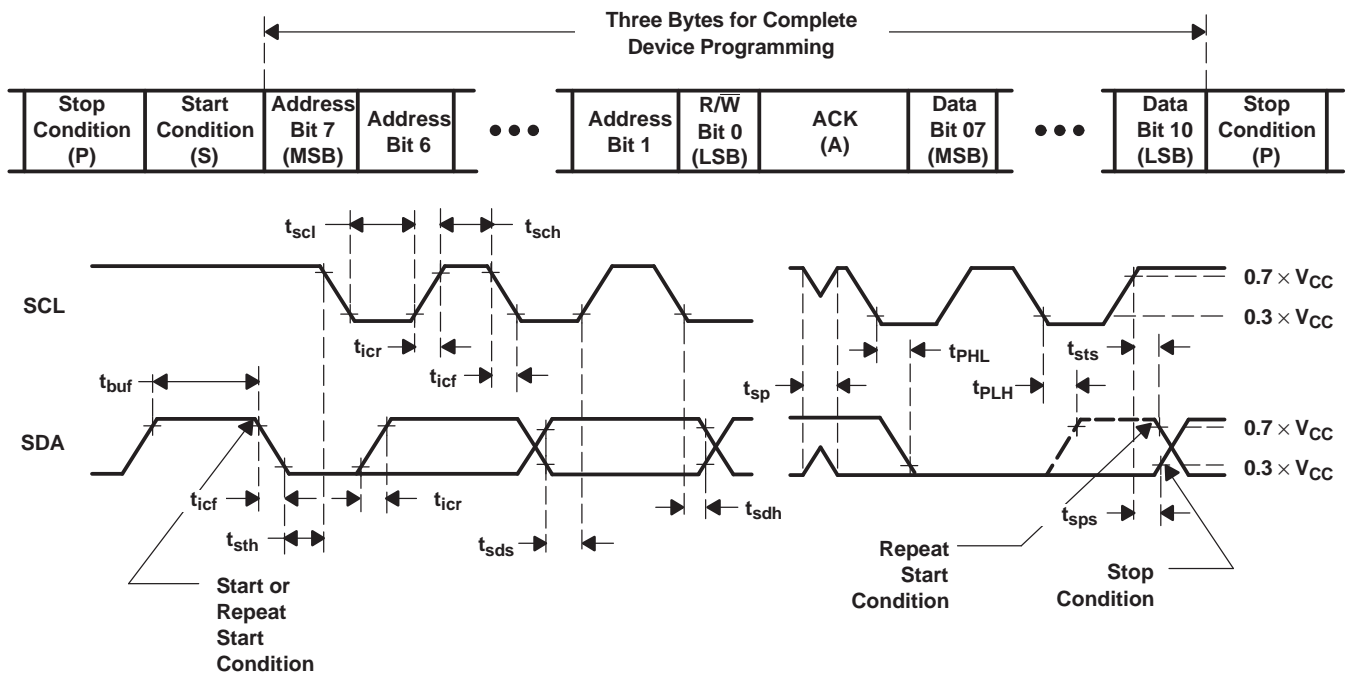 Three Bytes for Complete
Device Programming
Stop
Condition
(P)
Start
Condition
(S)
Address
Bit 7
(MSB)
Address
Bit 6
Address
Bit 1
R/W̅
Bit 0
(LSB)
ACK
(A)
Data
Bit 07
(MSB)
Data
Bit 10
(LSB)
Stop
Condition
(P)
tscl
tsch
SCL
0.7 × VCC
0.3 × VCC
ticr
ticf
tPHL
tsts
tbuf
tsp
tPLH
SDA
0.7 × VCC
0.3 × VCC
ticf
ticr
tsdh
tsth
tsds
tsps
Start or
Repeat
Start
Condition
Repeat
Start
Condition
Stop
Condition